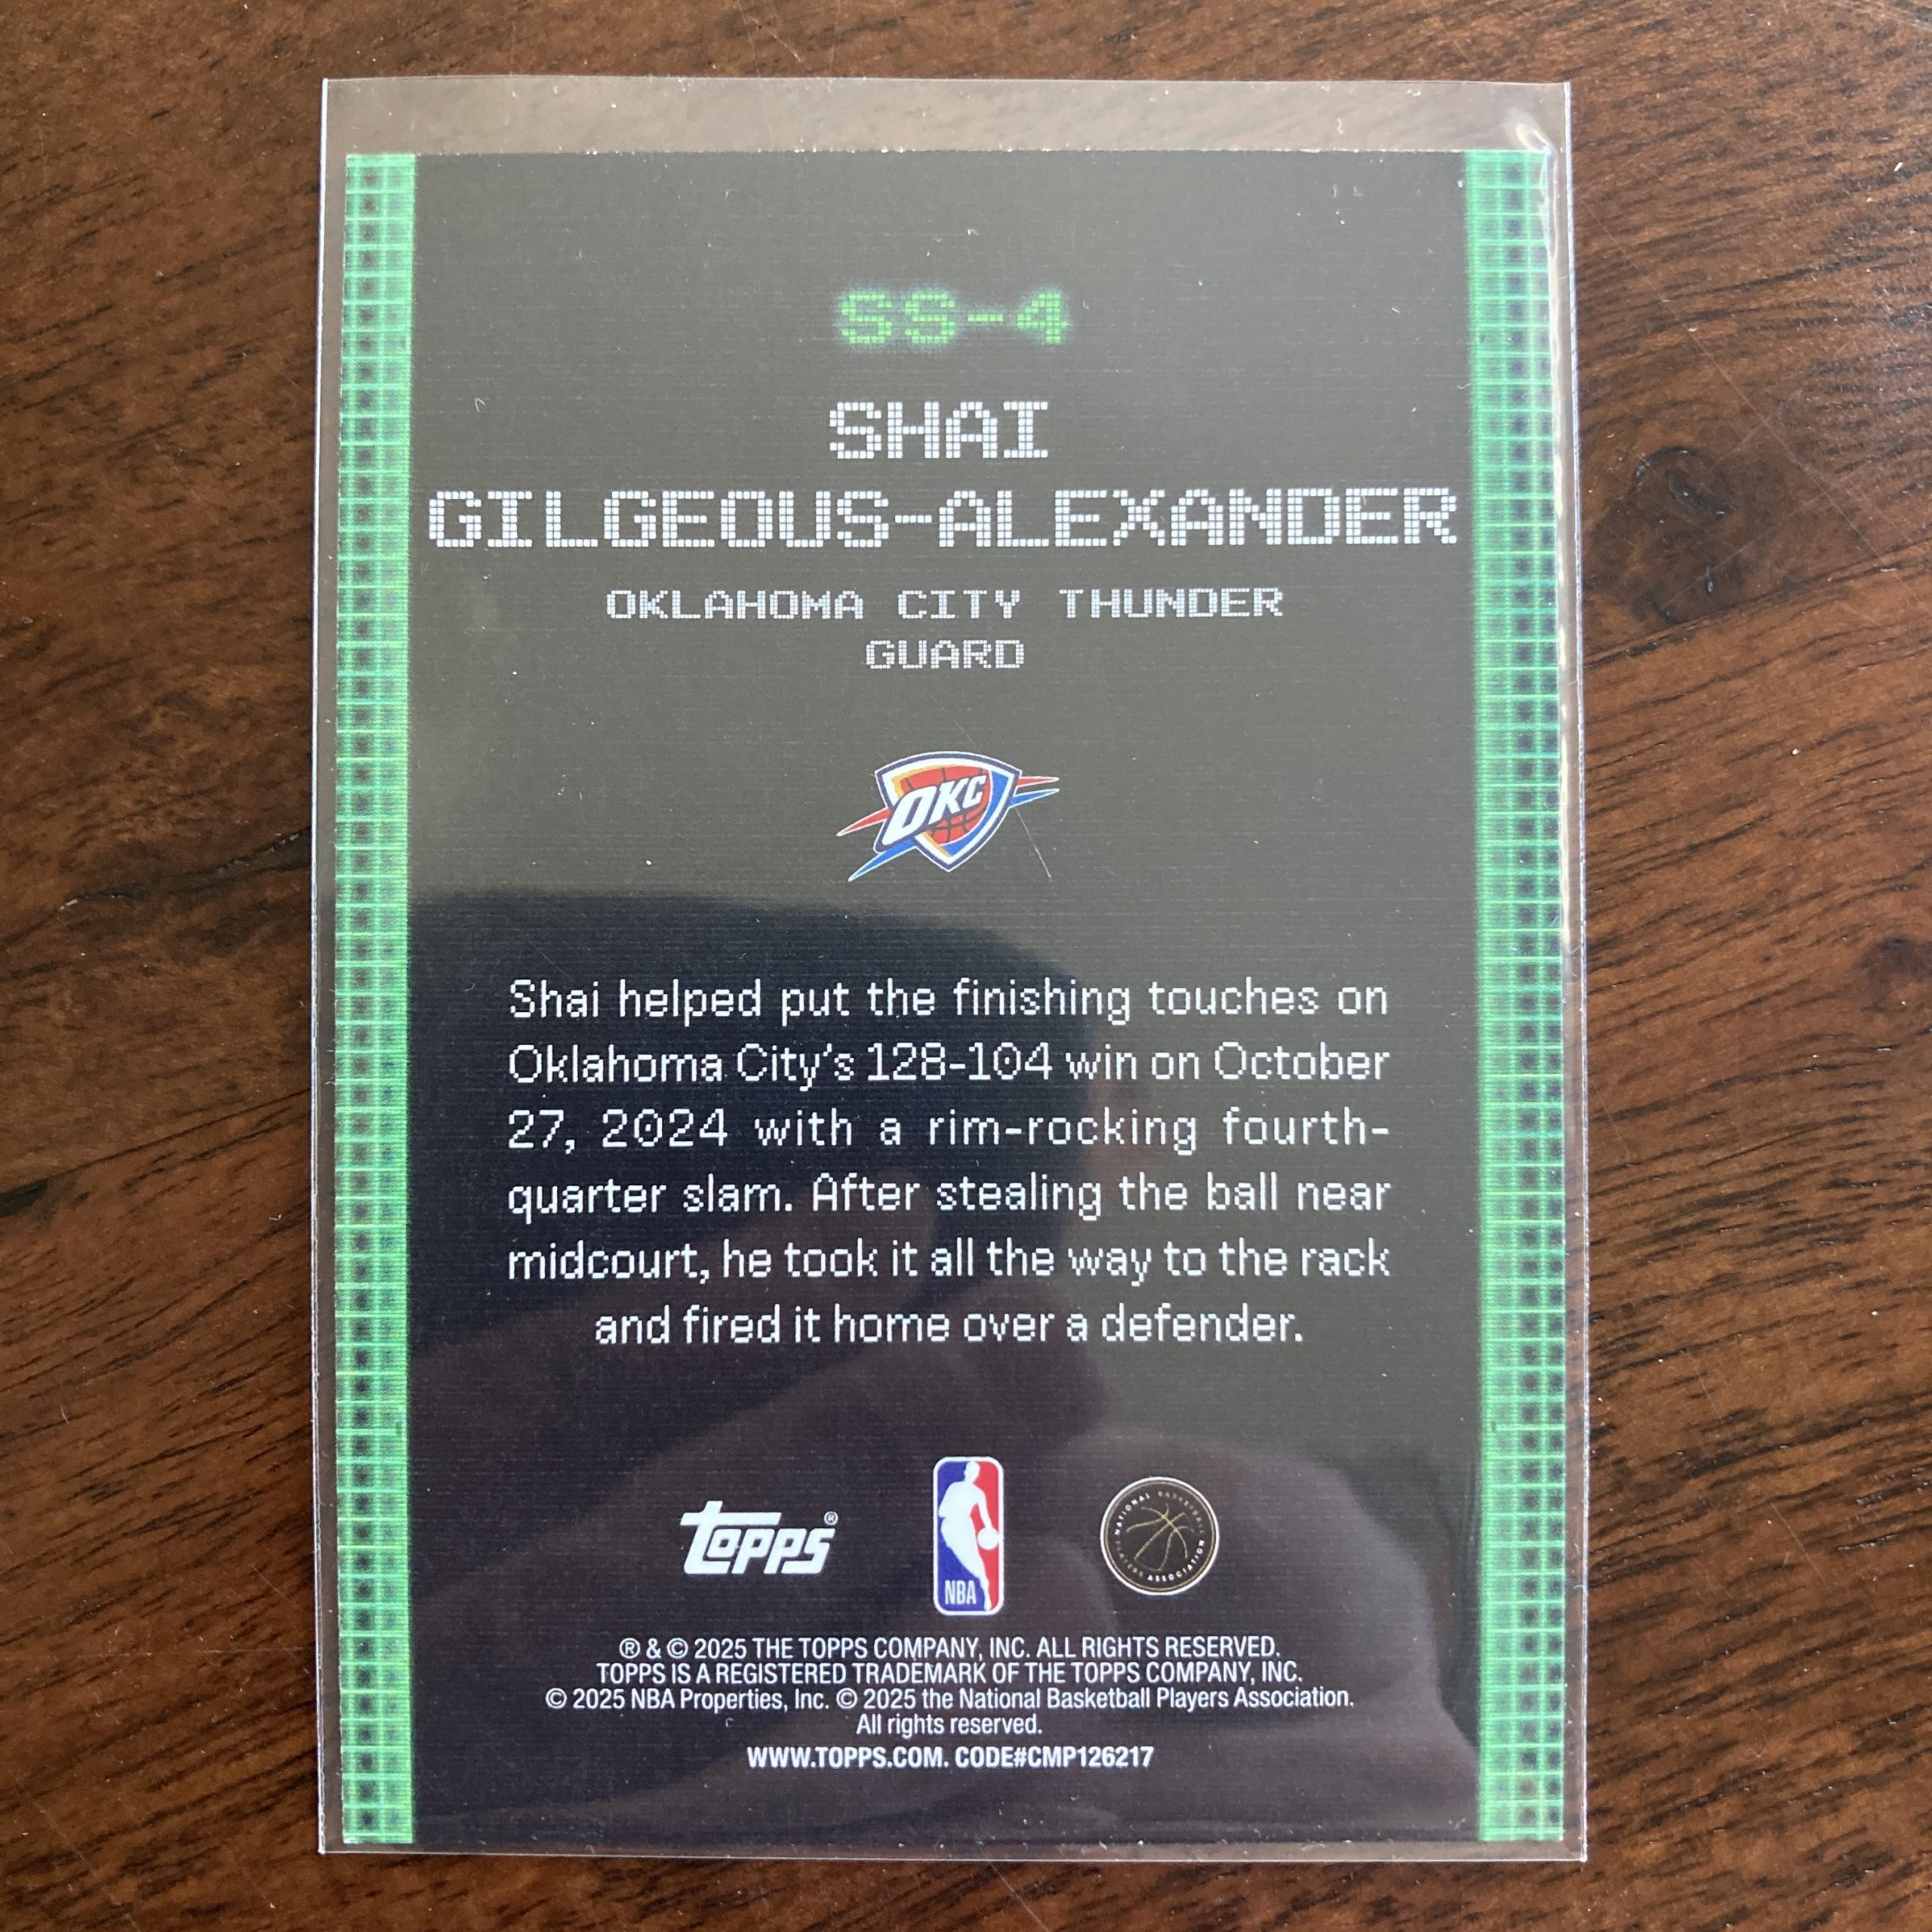 SS-4
SHAI
GILGEOUS-ALEXANDER
OKLAHOMA CITY THUNDER
GUARD
OKC
Shai helped put the finishing touches on
Oklahoma City's 128-104 win on October
27, 2024 with a rim-rocking fourth-
quarter slam. After stealing the ball near
midcourt, he took it all the way to the rack
and fired it home over a defender.
topps®
NBA
NATIONAL BASKETBALL PLAYERS ASSOCIATION
® & © 2025 THE TOPPS COMPANY, INC. ALL RIGHTS RESERVED.
TOPPS IS A REGISTERED TRADEMARK OF THE TOPPS COMPANY, INC.
© 2025 NBA Properties, Inc. © 2025 the National Basketball Players Association.
All rights reserved.
WWW.TOPPS.COM. CODE#CMP126217